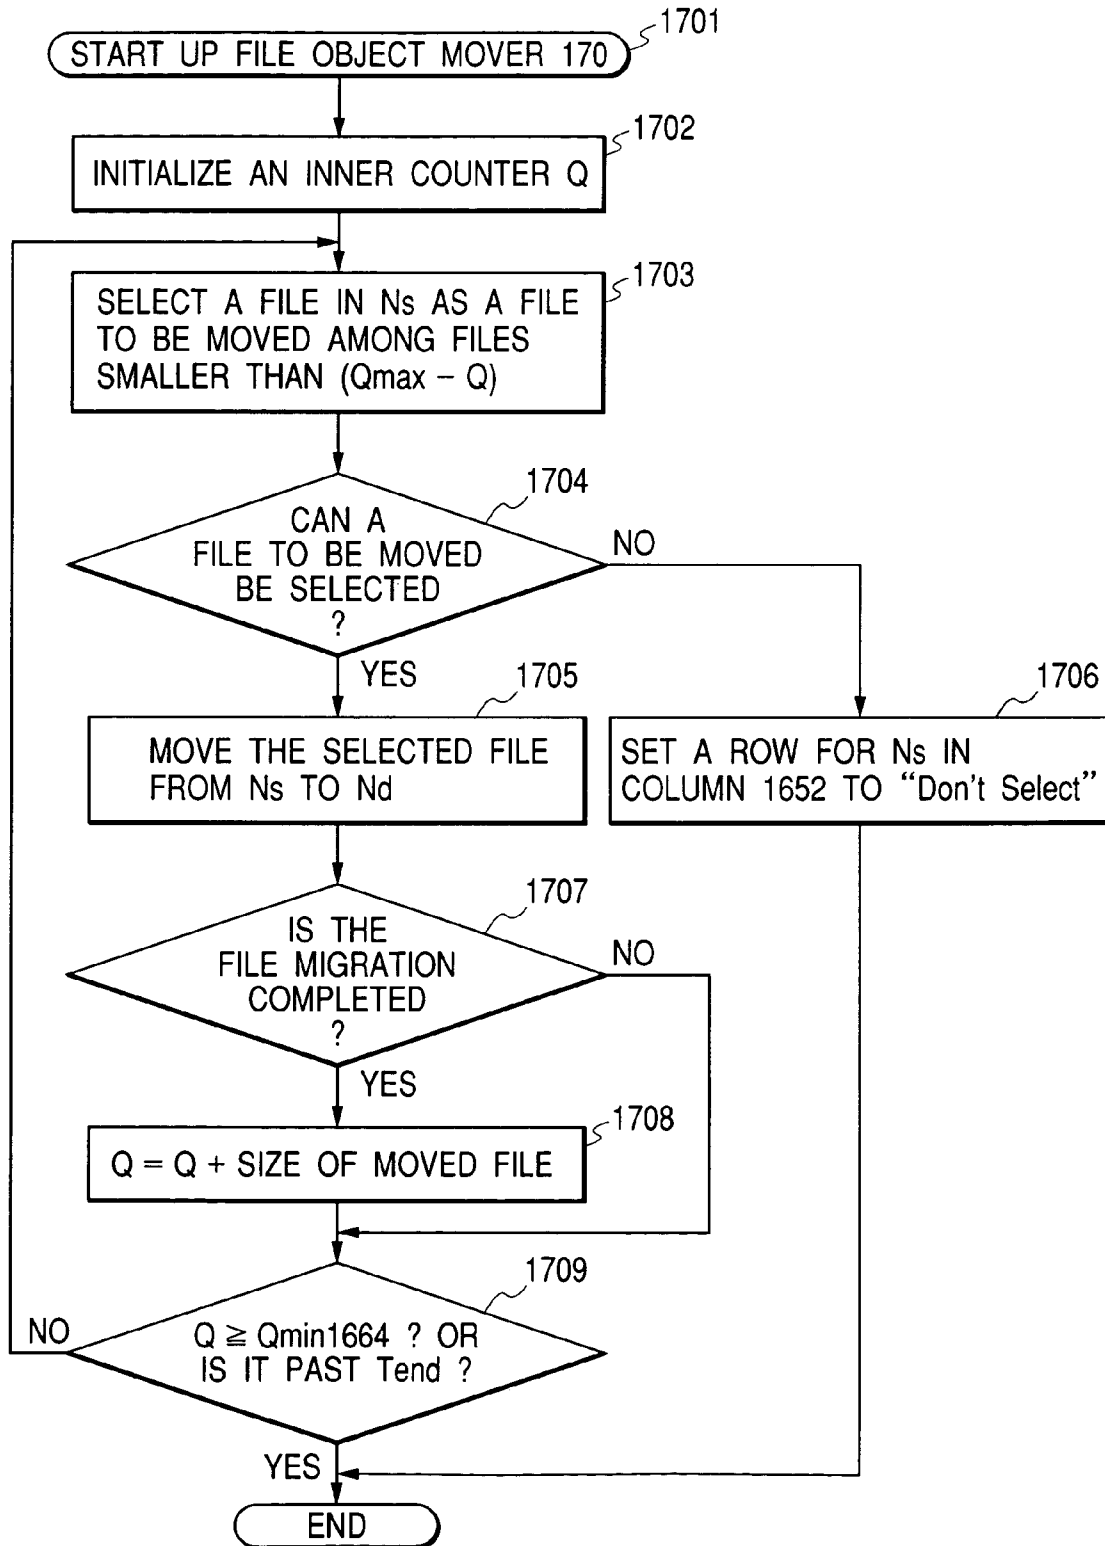 1701
START UP FILE OBJECT MOVER 170
1702
INITIALIZE AN INNER COUNTER Q
1703
SELECT A FILE IN Ns AS A FILE
TO BE MOVED AMONG FILES
SMALLER THAN (Qmax – Q)
1704
CAN A
FILE TO BE MOVED
BE SELECTED
?
NO
YES
1705
MOVE THE SELECTED FILE
FROM Ns TO Nd
1706
SET A ROW FOR Ns IN
COLUMN 1652 TO “Don't Select”
1707
IS THE
FILE MIGRATION
COMPLETED
?
NO
YES
1708
Q = Q + SIZE OF MOVED FILE
1709
Q ≧ Qmin1664 ? OR
IS IT PAST Tend ?
NO
YES
END